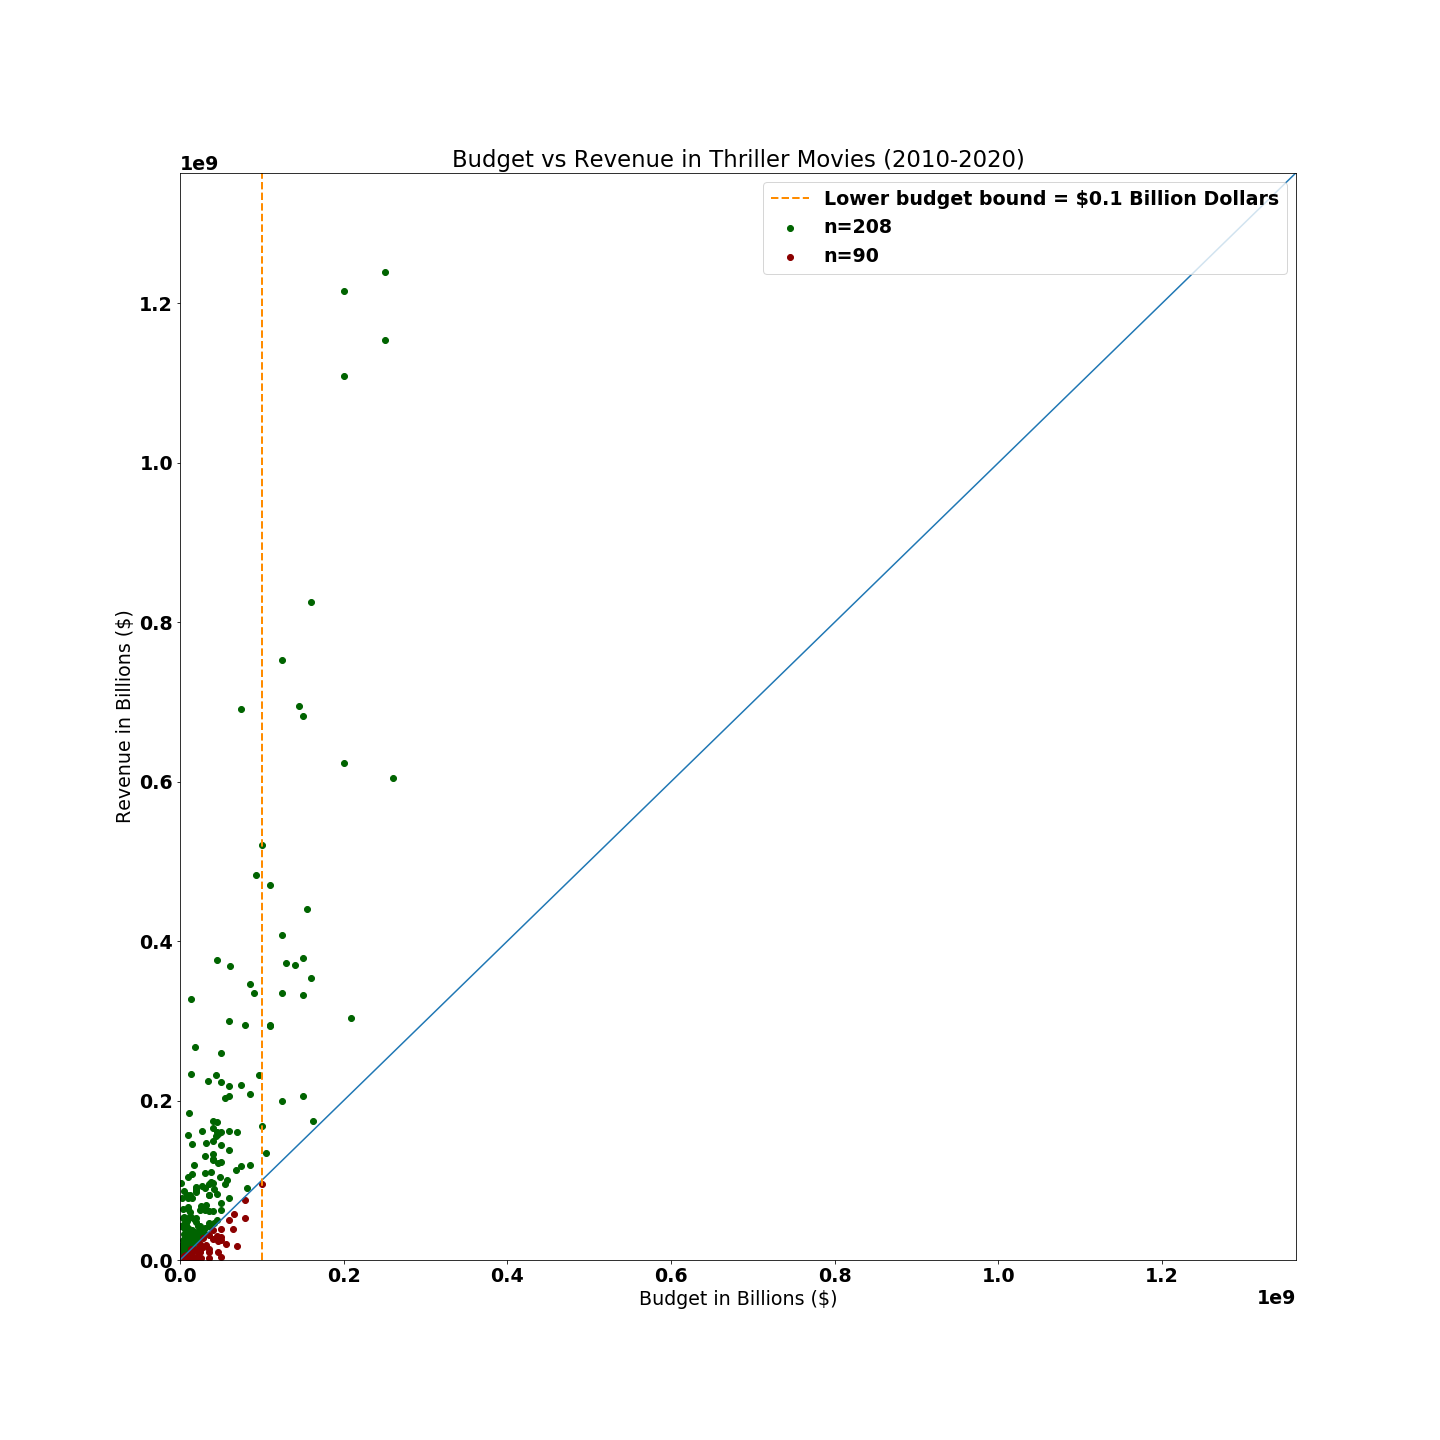 Budget vs Revenue in Thriller Movies (2010-2020)
1e9
Lower budget bound = $0.1 Billion Dollars
n=208
n=90
1.2
1.0
0.8
0.6
0.4
0.2
0.0
Revenue in Billions ($)
0.0 0.2 0.4 0.6 0.8 1.0 1.2
Budget in Billions ($)
1e9